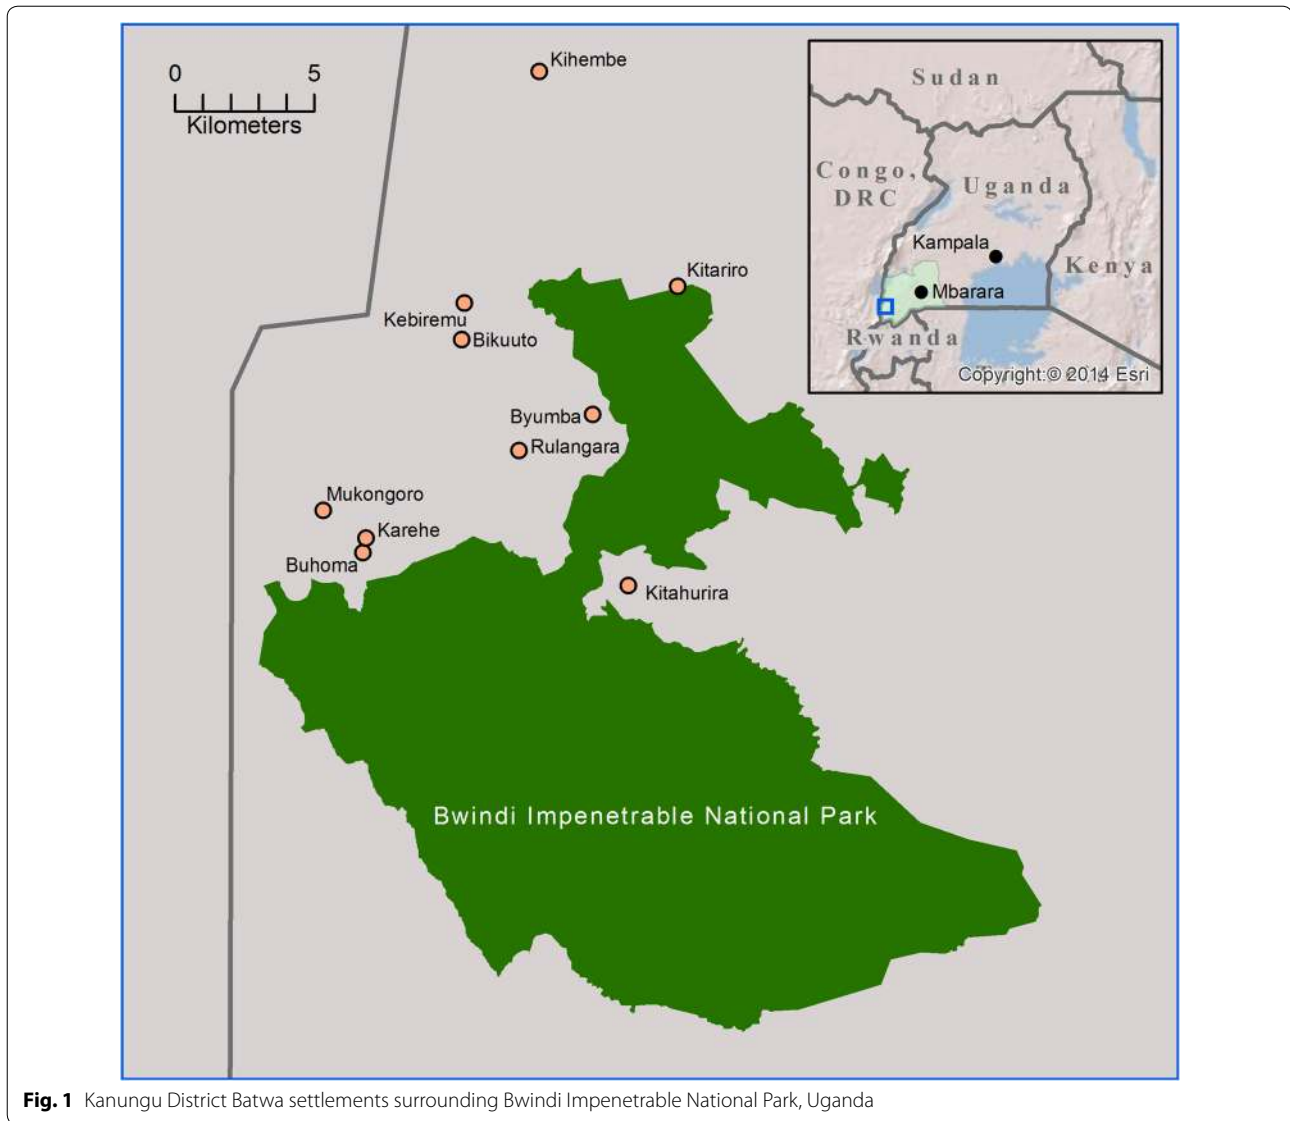 0 5
Kilometers
Kihembe
Sudan
Congo,
DRC
Uganda
Kampala
Kenya
Mbarara
Rwanda
Copyright:© 2014 Esri
Kitariro
Kebiremu
Bikuuto
Byumba
Rulangara
Mukongoro
Karehe
Buhoma
Kitahurira
Bwindi Impenetrable National Park
Fig. 1 Kanungu District Batwa settlements surrounding Bwindi Impenetrable National Park, Uganda